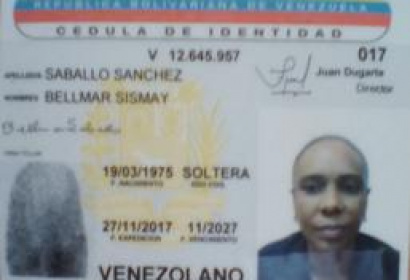 REPUBLICA BOLIVARIANA DE VENEZUELA
CEDULA DE IDENTIDAD
V 12.645.957 017
APELLIDOS SABALLO SANCHEZ
Juan Dugarte
Director
NOMBRES BELLMAR SISMAY
19/03/1975 SOLTERA
F. NACIMIENTO EDO CIVIL
27/11/2017 11/2027
F. EXPEDICION F. VENCIMIENTO
VENEZOLANO